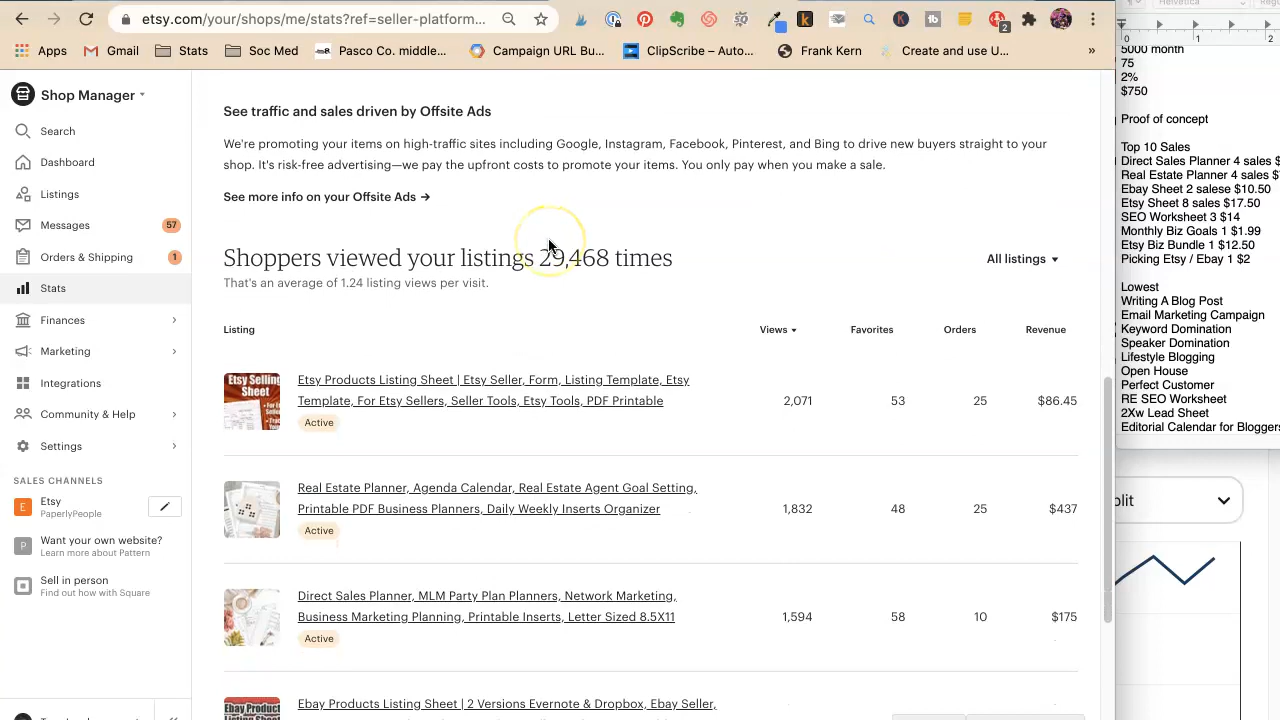 etsy.com/your/shops/me/stats?ref=seller-platform...
2
Apps
Gmail
Stats
Soc Med
Pasco Co. middle...
Campaign URL Bu...
ClipScribe – Auto...
Frank Kern
Create and use U...
»
Shop Manager
Search
Dashboard
Listings
Messages 57
Orders & Shipping 1
Stats
Finances
Marketing
Integrations
Community & Help
Settings
SALES CHANNELS
E Etsy
PaperlyPeople
P Want your own website?
Learn more about Pattern
Sell in person
Find out how with Square
See traffic and sales driven by Offsite Ads
We're promoting your items on high-traffic sites including Google, Instagram, Facebook, Pinterest, and Bing to drive new buyers straight to your
shop. It's risk-free advertising—we pay the upfront costs to promote your items. You only pay when you make a sale.
See more info on your Offsite Ads →
Shoppers viewed your listings 29,468 times
All listings
That's an average of 1.24 listing views per visit.
Listing Views Favorites Orders Revenue
Etsy Selling
Sheet
Etsy Products Listing Sheet | Etsy Seller, Form, Listing Template, Etsy
Template, For Etsy Sellers, Seller Tools, Etsy Tools, PDF Printable
2,071 53 25 $86.45
Active
Real Estate Planner, Agenda Calendar, Real Estate Agent Goal Setting,
Printable PDF Business Planners, Daily Weekly Inserts Organizer
1,832 48 25 $437
Active
Direct Sales Planner, MLM Party Plan Planners, Network Marketing,
Business Marketing Planning, Printable Inserts, Letter Sized 8.5X11
1,594 58 10 $175
Active
Ebay Product
Listing Sheet
Ebay Products Listing Sheet | 2 Versions Evernote & Dropbox, Ebay Seller,
Helvetica
Regu
0 1 2
5000 month
75
2%
$750
Proof of concept
Top 10 Sales
Direct Sales Planner 4 sales $
Real Estate Planner 4 sales $
Ebay Sheet 2 salese $10.50
Etsy Sheet 8 sales $17.50
SEO Worksheet 3 $14
Monthly Biz Goals 1 $1.99
Etsy Biz Bundle 1 $12.50
Picking Etsy / Ebay 1 $2
Lowest
Writing A Blog Post
Email Marketing Campaign
Keyword Domination
Speaker Domination
Lifestyle Blogging
Open House
Perfect Customer
RE SEO Worksheet
2Xw Lead Sheet
Editorial Calendar for Bloggers
olit